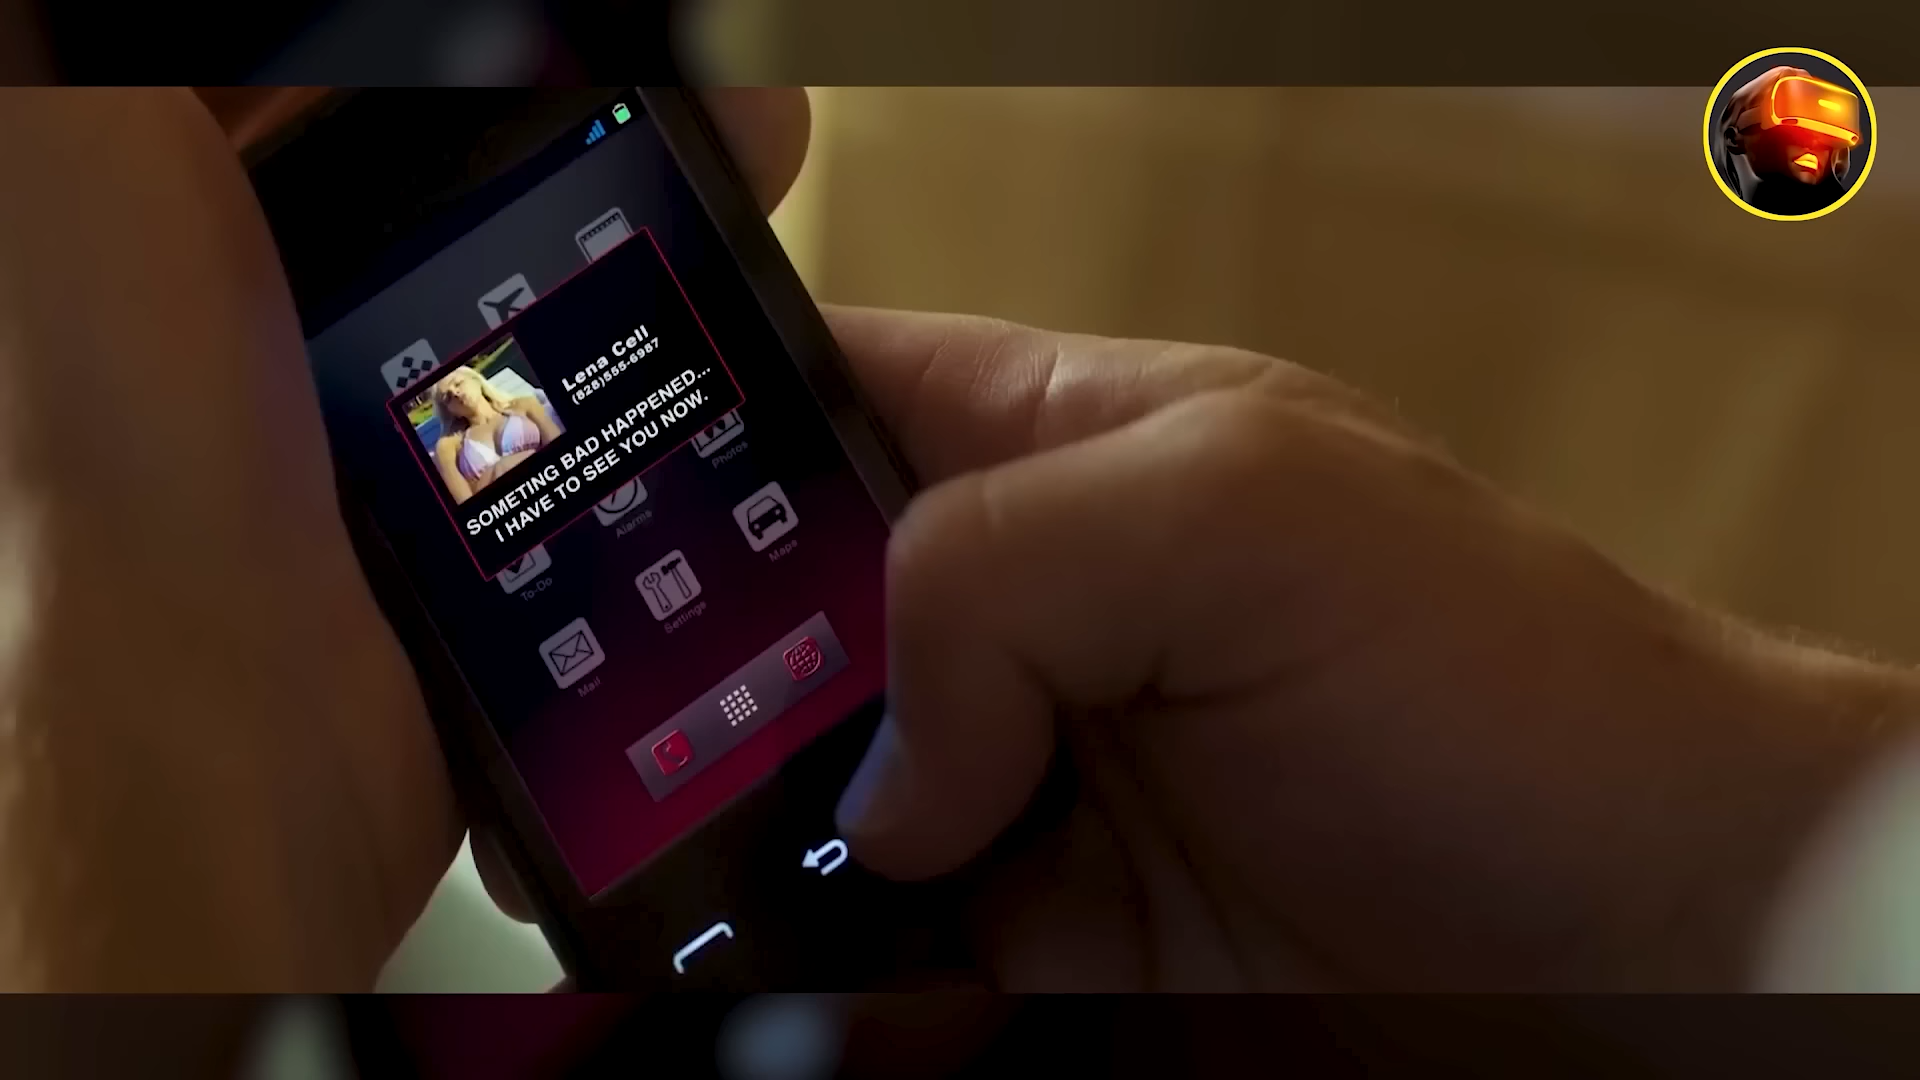 Lena Cell
(828)555-6987
SOMETING BAD HAPPENED...
I HAVE TO SEE YOU NOW.
Photos
Alarms
Maps
To-Do
Settings
Mail